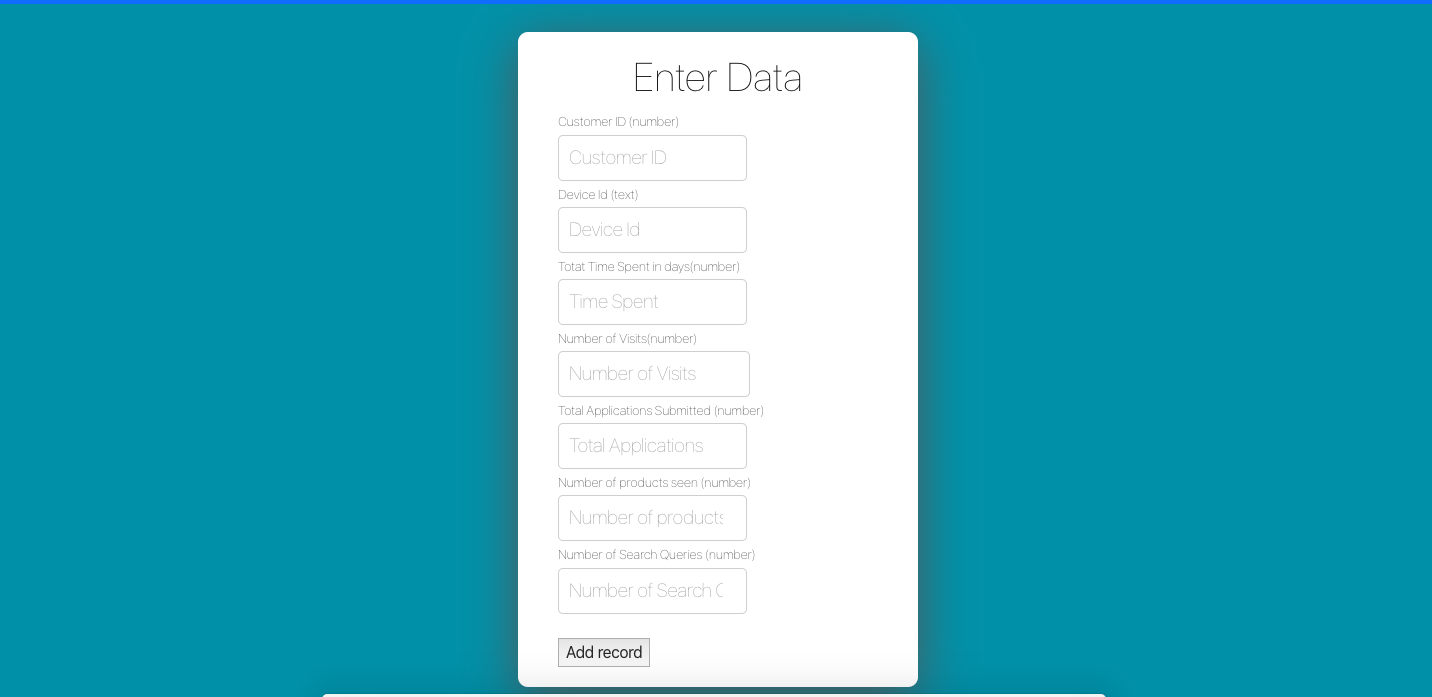 Enter Data
Customer ID (number)
Customer ID
Device Id (text)
Device Id
Totat Time Spent in days(number)
Time Spent
Number of Visits(number)
Number of Visits
Total Applications Submitted (number)
Total Applications
Number of products seen (number)
Number of products
Number of Search Queries (number)
Number of Search
Add record